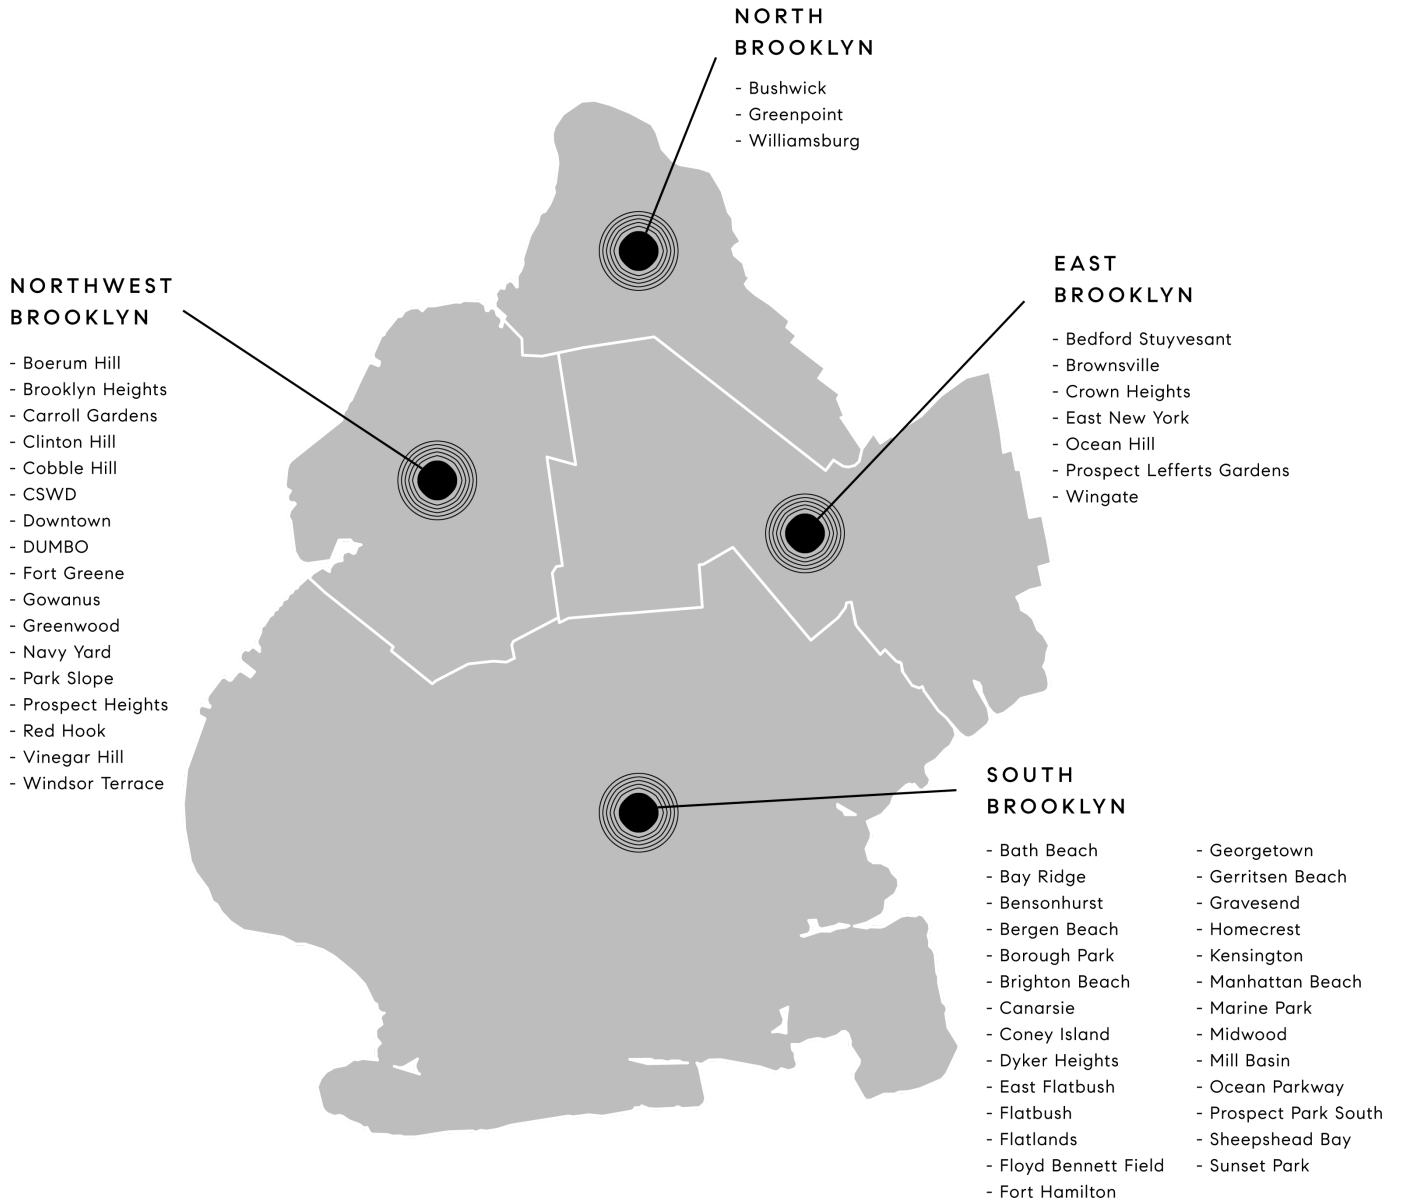 NORTH
BROOKLYN
- Bushwick
- Greenpoint
- Williamsburg
NORTHWEST
BROOKLYN
- Boerum Hill
- Brooklyn Heights
- Carroll Gardens
- Clinton Hill
- Cobble Hill
- CSWD
- Downtown
- DUMBO
- Fort Greene
- Gowanus
- Greenwood
- Navy Yard
- Park Slope
- Prospect Heights
- Red Hook
- Vinegar Hill
- Windsor Terrace
EAST
BROOKLYN
- Bedford Stuyvesant
- Brownsville
- Crown Heights
- East New York
- Ocean Hill
- Prospect Lefferts Gardens
- Wingate
SOUTH
BROOKLYN
- Bath Beach
- Bay Ridge
- Bensonhurst
- Bergen Beach
- Borough Park
- Brighton Beach
- Canarsie
- Coney Island
- Dyker Heights
- East Flatbush
- Flatbush
- Flatlands
- Floyd Bennett Field
- Fort Hamilton
- Georgetown
- Gerritsen Beach
- Gravesend
- Homecrest
- Kensington
- Manhattan Beach
- Marine Park
- Midwood
- Mill Basin
- Ocean Parkway
- Prospect Park South
- Sheepshead Bay
- Sunset Park